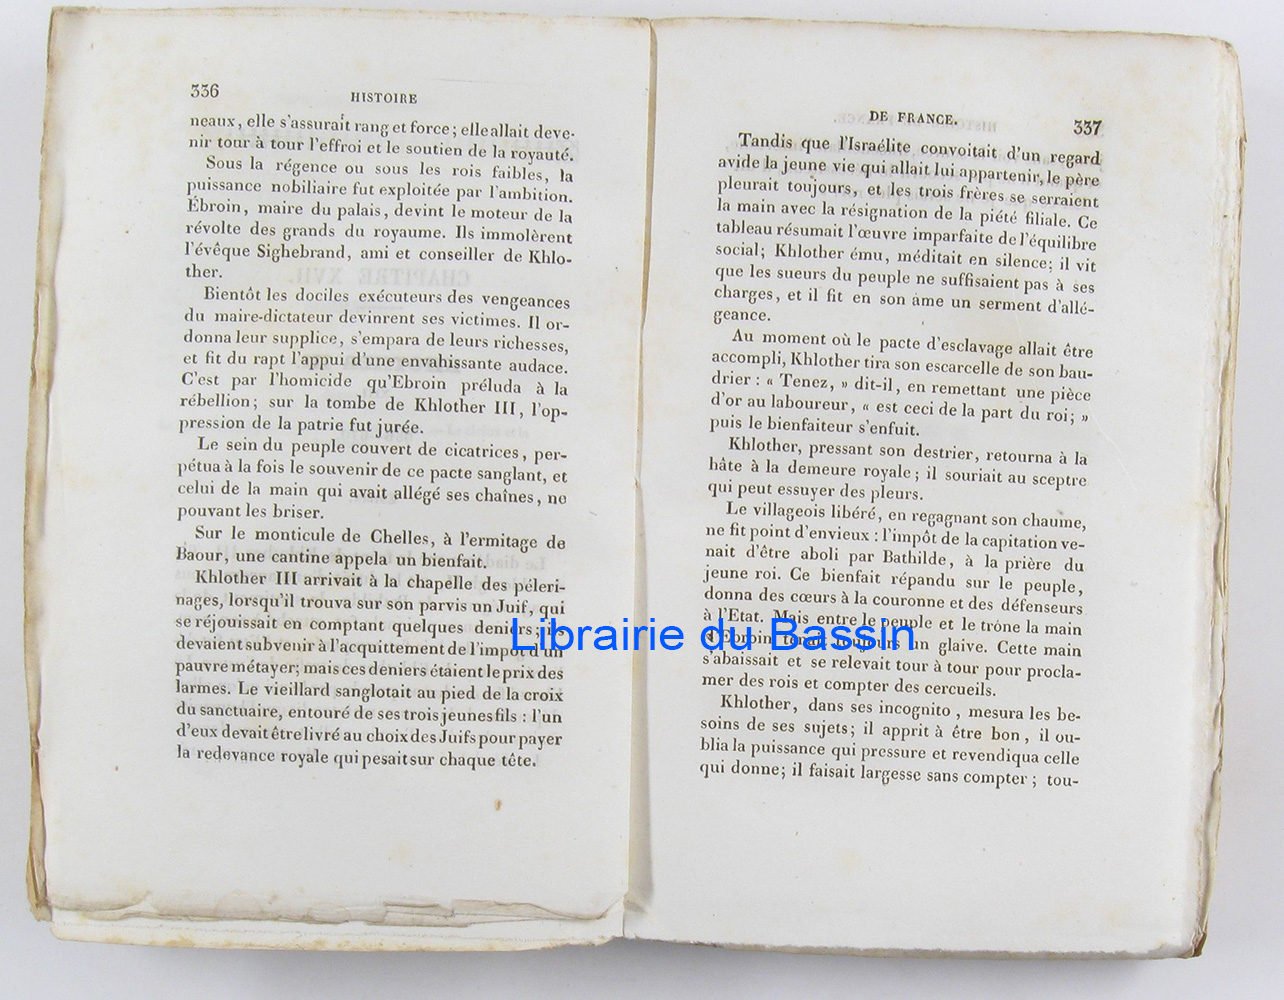 336
HISTOIRE
neaux, elle s'assurait rang et force; elle allait deve-
nir tour à tour l'effroi et le soutien de la royauté.
Sous la régence ou sous les rois faibles, la
puissance nobiliaire fut exploitée par l'ambition.
Ébroin, maire du palais, devint le moteur de la
révolte des grands du royaume. Ils immolèrent
l'évêque Sighebrand, ami et conseiller de Khlo-
ther.
Bientôt les dociles exécuteurs des vengeances
du maire-dictateur devinrent ses victimes. Il or-
donna leur supplice, s'empara de leurs richesses,
et fit du rapt l'appui d'une envahissante audace.
C'est par l'homicide qu'Ebroin préluda à la
rébellion; sur la tombe de Khlother III, l'op-
pression de la patrie fut jurée.
Le sein du peuple couvert de cicatrices, per-
pétua à la fois le souvenir de ce pacte sanglant, et
celui de la main qui avait allégé ses chaînes, ne
pouvant les briser.
Sur le monticule de Chelles, à l'ermitage de
Baour, une cantine appela un bienfait.
Khlother III arrivait à la chapelle des péleri-
nages, lorsqu'il trouva sur son parvis un Juif, qui
se réjouissait en comptant quelques deniers; ils
devaient subvenir à l'acquittement de l'impôt d'un
pauvre métayer; mais ces deniers étaient le prix des
larmes. Le vieillard sanglotait au pied de la croix
du sanctuaire, entouré de ses trois jeunes fils : l'un
d'eux devait être livré au choix des Juifs pour payer
la redevance royale qui pesait sur chaque tête.
DE FRANCE.
337
Tandis que l'Israélite convoitait d'un regard
avide la jeune vie qui allait lui appartenir, le père
pleurait toujours, et les trois frères se serraient
la main avec la résignation de la piété filiale. Ce
tableau résumait l'œuvre imparfaite de l'équilibre
social; Khlother ému, méditait en silence; il vit
que les sueurs du peuple ne suffisaient pas à ses
charges, et il fit en son âme un serment d'allé-
geance.
Au moment où le pacte d'esclavage allait être
accompli, Khlother tira son escarcelle de son bau-
drier : « Tenez, » dit-il, en remettant une pièce
d'or au laboureur, « est ceci de la part du roi; »
puis le bienfaiteur s'enfuit.
Khlother, pressant son destrier, retourna à la
hâte à la demeure royale; il souriait au sceptre
qui peut essuyer des pleurs.
Le villageois libéré, en regagnant son chaume,
ne fit point d'envieux : l'impôt de la capitation ve-
nait d'être aboli par Bathilde, à la prière du
jeune roi. Ce bienfait répandu sur le peuple,
donna des cœurs à la couronne et des défenseurs
à l'Etat. Mais entre le peuple et le trône la main
d'Ebroin tenait toujours un glaive. Cette main
s'abaissait et se relevait tour à tour pour procla-
mer des rois et compter des cercueils.
Khlother, dans ses incognito, mesura les be-
soins de ses sujets; il apprit à être bon, il ou-
blia la puissance qui pressure et revendiqua celle
qui donne; il faisait largesse sans compter; tou-
Librairie du Bassin